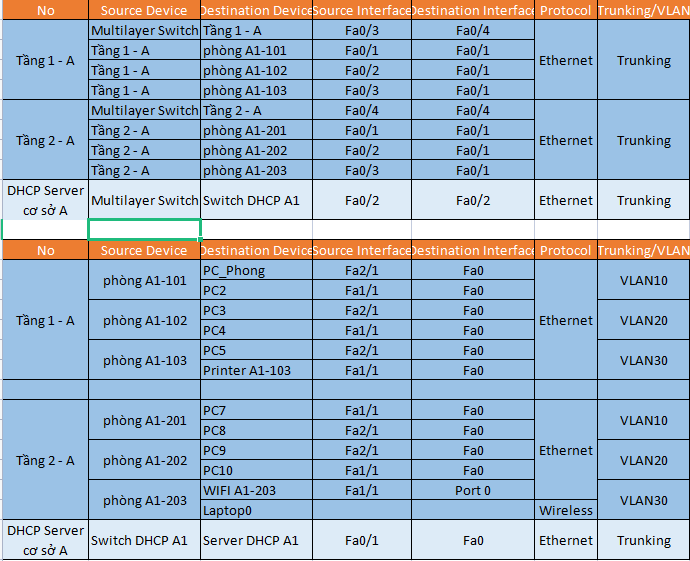 No Source Device Destination Device Source Interface Destination Interface Protocol Trunking/VLAN
Tầng 1 - A Multilayer Switch Tầng 1 - A Fa0/3 Fa0/4 Ethernet Trunking
Tầng 1 - A phòng A1-101 Fa0/1 Fa0/1
Tầng 1 - A phòng A1-102 Fa0/2 Fa0/1
Tầng 1 - A phòng A1-103 Fa0/3 Fa0/1
Tầng 2 - A Multilayer Switch Tầng 2 - A Fa0/4 Fa0/4 Ethernet Trunking
Tầng 2 - A phòng A1-201 Fa0/1 Fa0/1
Tầng 2 - A phòng A1-202 Fa0/2 Fa0/1
Tầng 2 - A phòng A1-203 Fa0/3 Fa0/1
DHCP Server
cơ sở A Multilayer Switch Switch DHCP A1 Fa0/2 Fa0/2 Ethernet Trunking
No Source Device Destination Device Source Interface Destination Interface Protocol Trunking/VLAN
Tầng 1 - A phòng A1-101 PC_Phong Fa2/1 Fa0 Ethernet VLAN10
PC2 Fa1/1 Fa0
phòng A1-102 PC3 Fa2/1 Fa0 VLAN20
PC4 Fa1/1 Fa0
phòng A1-103 PC5 Fa2/1 Fa0 VLAN30
Printer A1-103 Fa1/1 Fa0
Tầng 2 - A phòng A1-201 PC7 Fa1/1 Fa0 Ethernet VLAN10
PC8 Fa2/1 Fa0
phòng A1-202 PC9 Fa2/1 Fa0 VLAN20
PC10 Fa1/1 Fa0
phòng A1-203 WIFI A1-203 Fa1/1 Port 0 VLAN30
Laptop0 Wireless
DHCP Server
cơ sở A Switch DHCP A1 Server DHCP A1 Fa0/1 Fa0 Ethernet Trunking